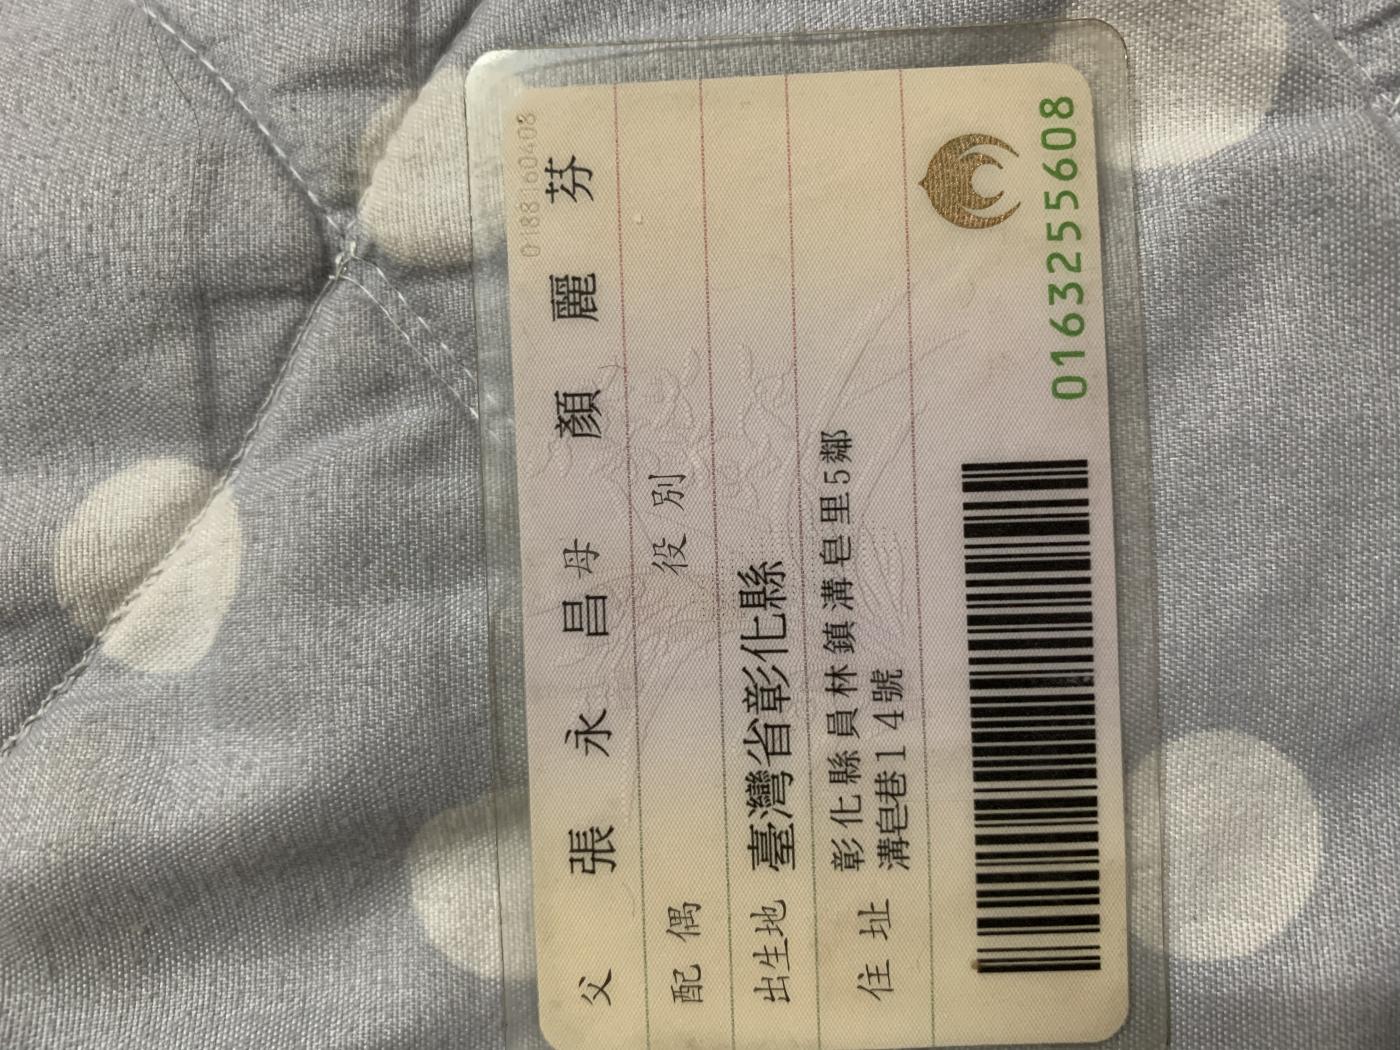 0188160408
父 張 永 昌 母 顏 麗 芬
配偶 役別
出生地 臺灣省彰化縣
住址 彰化縣員林鎮溝皂里5鄰
溝皂巷14號
0163255608